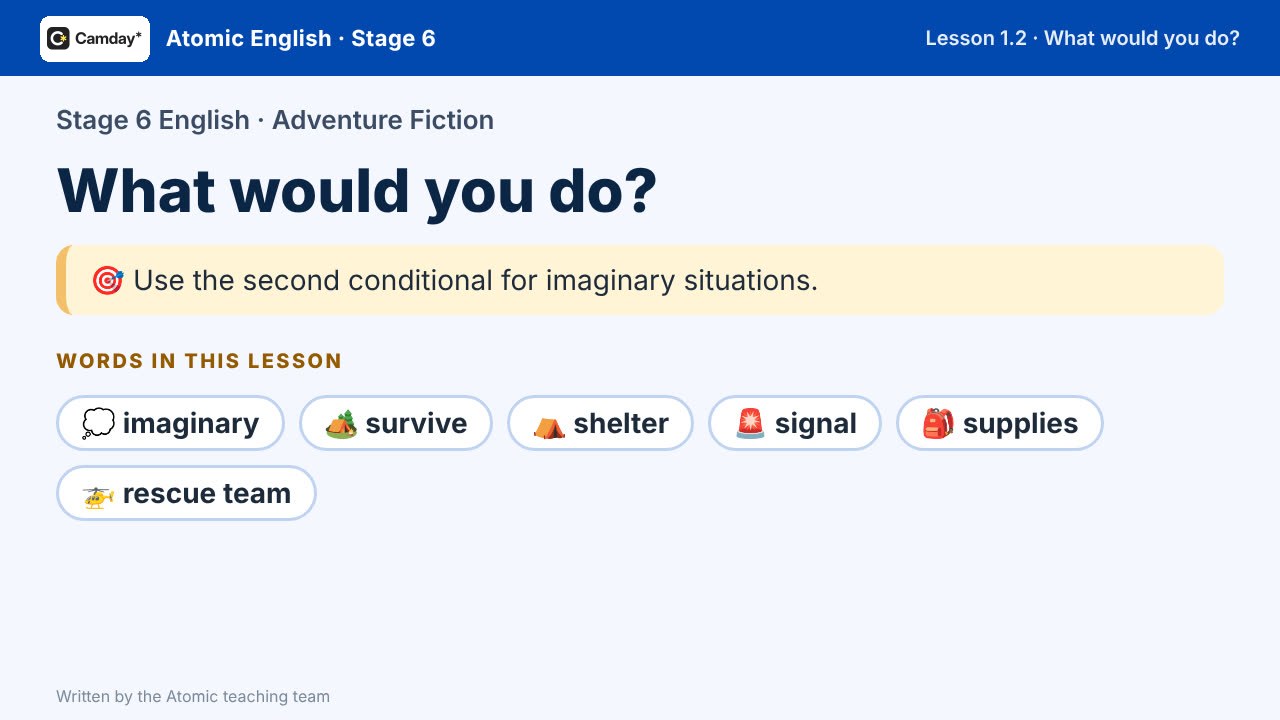 Camday*
Atomic English · Stage 6
Lesson 1.2 · What would you do?
Stage 6 English · Adventure Fiction
What would you do?
🎯 Use the second conditional for imaginary situations.
WORDS IN THIS LESSON
💭 imaginary 🏕️ survive ⛺ shelter 🚨 signal 🎒 supplies
🚁 rescue team
Written by the Atomic teaching team